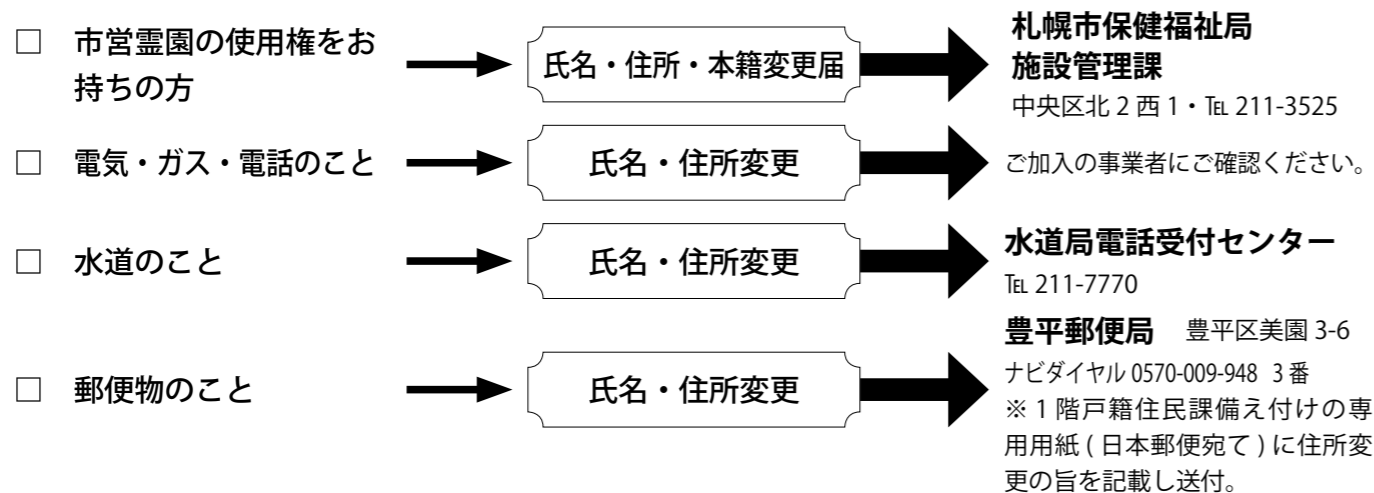 □ 市営霊園の使用権をお
持ちの方
氏名・住所・本籍変更届
札幌市保健福祉局
施設管理課
中央区北 2 西 1・℡ 211-3525
□ 電気・ガス・電話のこと
氏名・住所変更
ご加入の事業者にご確認ください。
□ 水道のこと
氏名・住所変更
水道局電話受付センター
℡ 211-7770
□ 郵便物のこと
氏名・住所変更
豊平郵便局 豊平区美園 3-6
ナビダイヤル 0570-009-948 3 番
※ 1 階戸籍住民課備え付けの専
用用紙 ( 日本郵便宛て ) に住所変
更の旨を記載し送付。